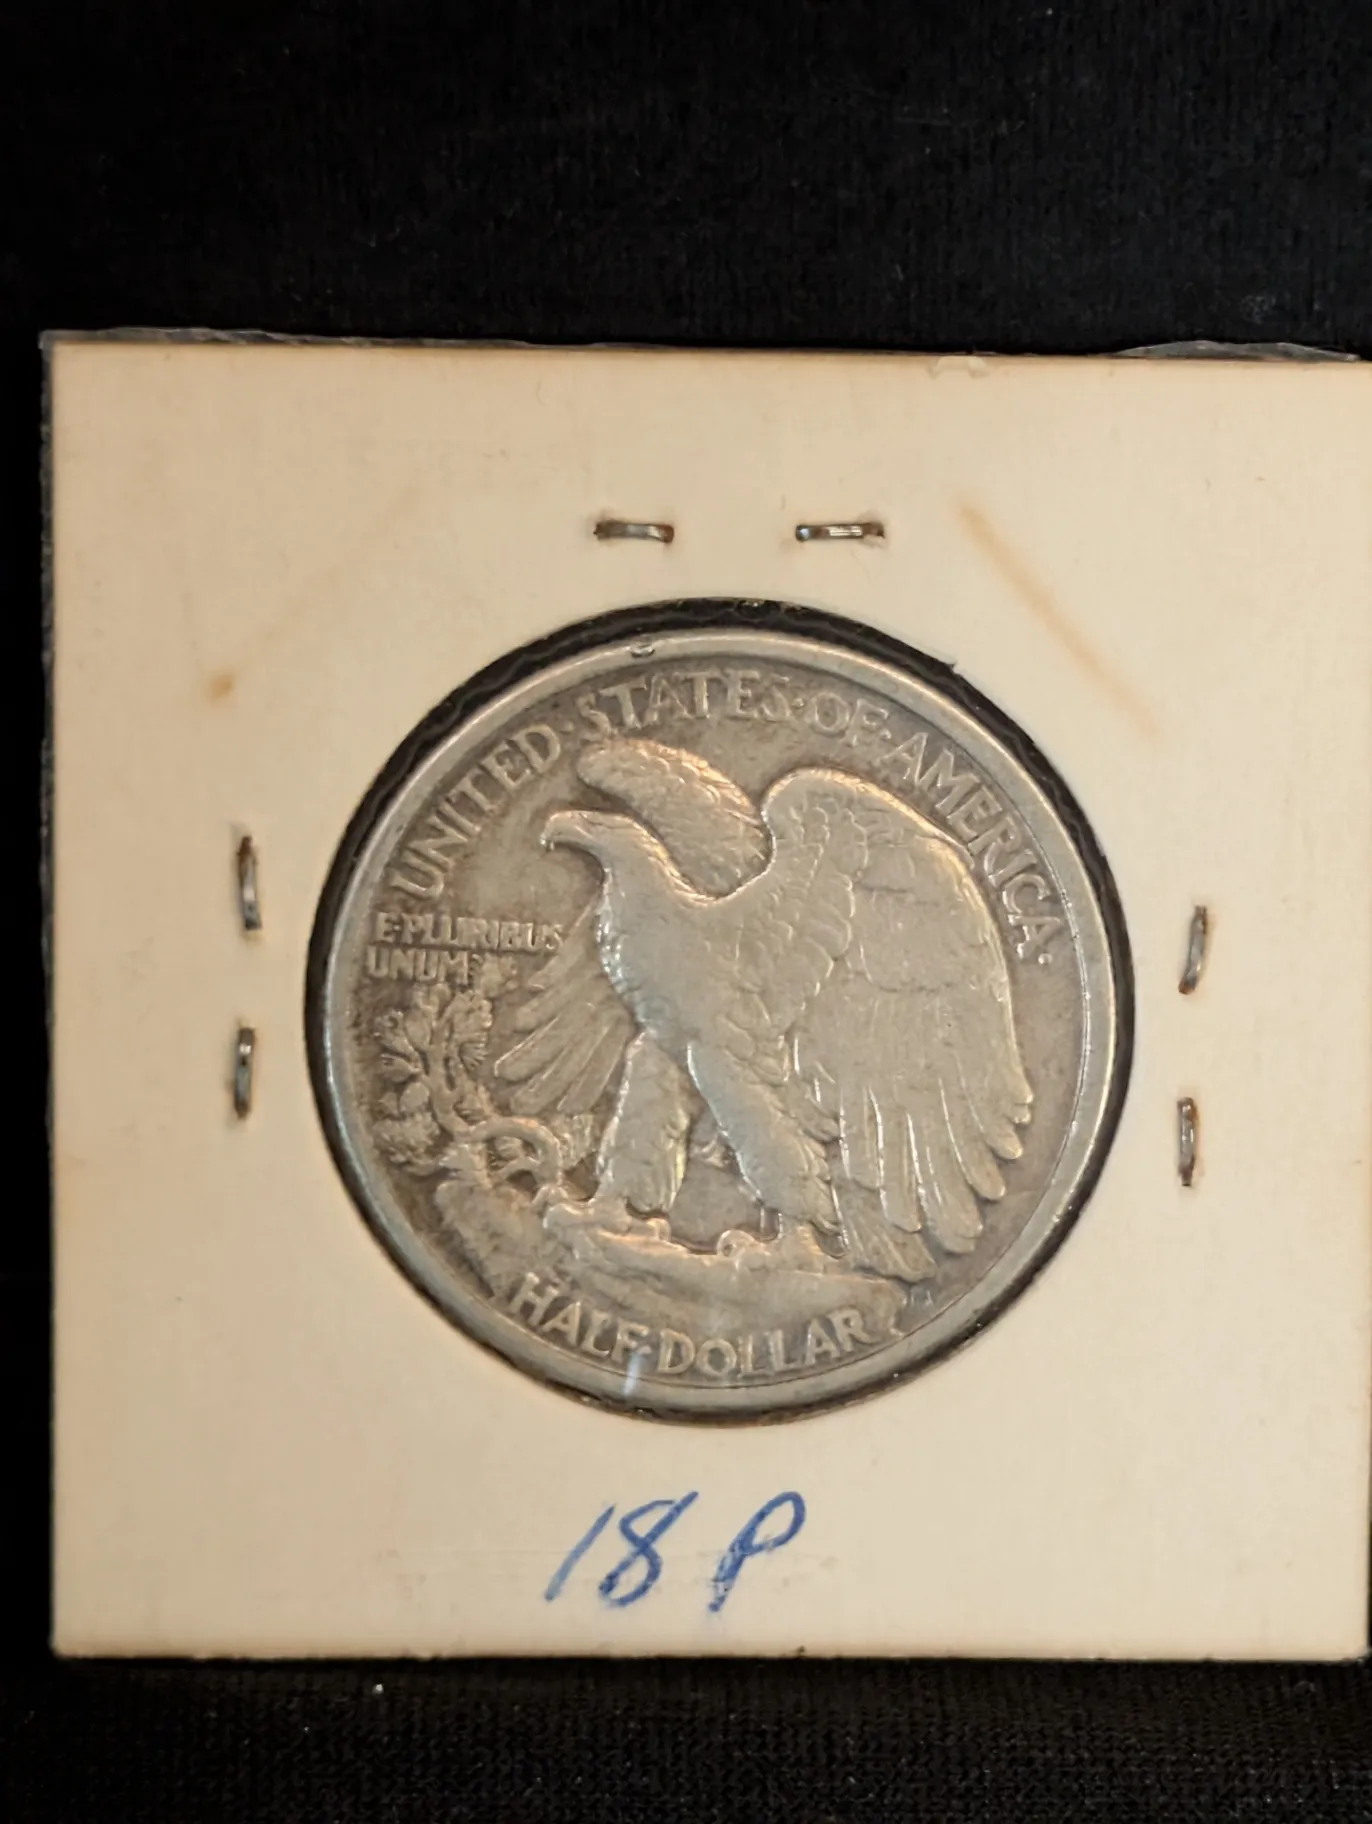 UNITED·STATES·OF·AMERICA·
E·PLURIBUS
UNUM
HALF·DOLLAR
18 P